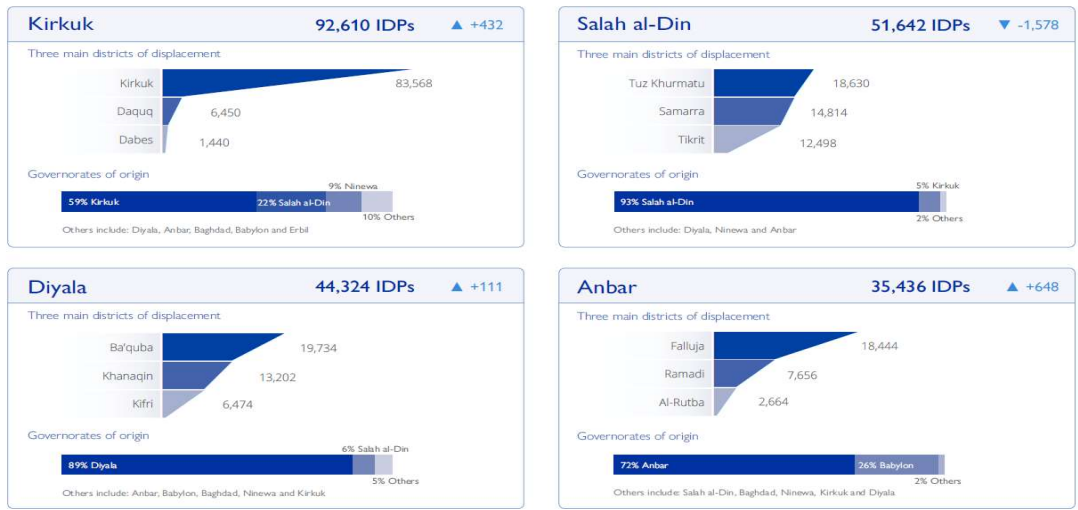 Kirkuk 92,610 IDPs ▲ +432
Three main districts of displacement
Kirkuk 83,568
Daquq 6,450
Dabes 1,440
Governorates of origin
9% Ninewa
59% Kirkuk 22% Salah al-Din
10% Others
Others include: Diyala, Anbar, Baghdad, Babylon and Erbil
Salah al-Din 51,642 IDPs ▼ -1,578
Three main districts of displacement
Tuz Khurmatu 18,630
Samarra 14,814
Tikrit 12,498
Governorates of origin
5% Kirkuk
93% Salah al-Din
2% Others
Others include: Diyala, Ninewa and Anbar
Diyala 44,324 IDPs ▲ +111
Three main districts of displacement
Ba'quba 19,734
Khanaqin 13,202
Kifri 6,474
Governorates of origin
6% Salah al-Din
89% Diyala
5% Others
Others include: Anbar, Babylon, Baghdad, Ninewa and Kirkuk
Anbar 35,436 IDPs ▲ +648
Three main districts of displacement
Falluja 18,444
Ramadi 7,656
Al-Rutba 2,664
Governorates of origin
72% Anbar 26% Babylon
2% Others
Others include: Salah al-Din, Baghdad, Ninewa, Kirkuk and Diyala